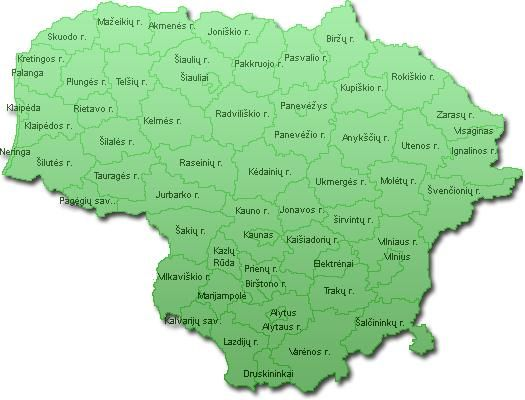 Skuodo r.
Mažeikių r.
Akmenės r.
Joniškio r.
Biržų r.
Kretingos r.
Palanga
Plungės r.
Telšių r.
Šiaulių r.
Šiauliai
Pakkruojo r.
Pasvalio r.
Kupiškio r.
Rokiškio r.
Klaipėda
Klaipėdos r.
Rietavo r.
Kelmės r.
Radviliškio r.
Panevėžys
Panevėžio r.
Anykščių r.
Zarasų r.
Visaginas
Utenos r.
Ignalinos r.
Neringa
Šilutės r.
Šilalės r.
Tauragės r.
Raseinių r.
Kėdainių r.
Ukmergės r.
Molėtų r.
Švenčionių r.
Pagėgių sav.
Jurbarko r.
Kauno r.
Jonavos r.
širvintų r.
Šakių r.
Kaunas
Kaišiadorių r.
Vilniaus r.
Vilnius
Kazlų
Rūda
Prienų r.
Elektrėnai
Vilkaviškio r.
Birštono r.
Trakų r.
Marijampolė
Kalvarijų sav.
Alytus
Alytaus r.
Šalčininkų r.
Lazdijų r.
Varėnos r.
Druskininkai